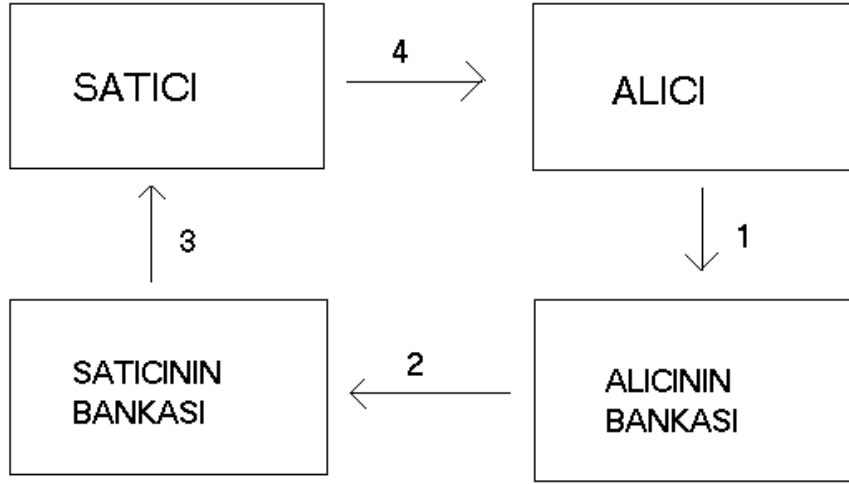 4
SATICI
ALICI
3
1
2
SATICININ
BANKASI
ALICININ
BANKASI